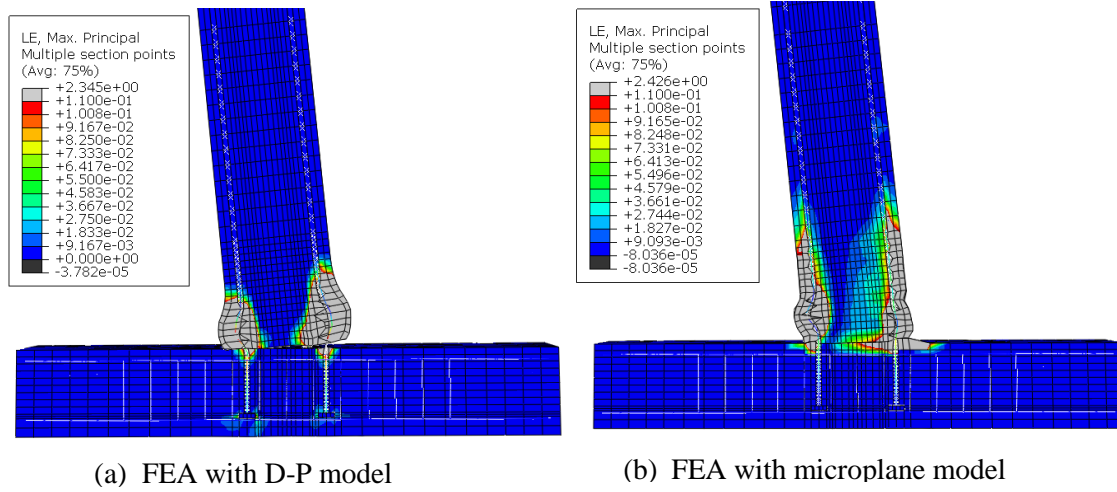 LE, Max. Principal
Multiple section points
(Avg: 75%)
+2.345e+00
+1.100e-01
+1.008e-01
+9.167e-02
+8.250e-02
+7.333e-02
+6.417e-02
+5.500e-02
+4.583e-02
+3.667e-02
+2.750e-02
+1.833e-02
+9.167e-03
+0.000e+00
-3.782e-05
(a) FEA with D-P model
LE, Max. Principal
Multiple section points
(Avg: 75%)
+2.426e+00
+1.100e-01
+1.008e-01
+9.165e-02
+8.248e-02
+7.331e-02
+6.413e-02
+5.496e-02
+4.579e-02
+3.661e-02
+2.744e-02
+1.827e-02
+9.093e-03
-8.036e-05
-8.036e-05
(b) FEA with microplane model